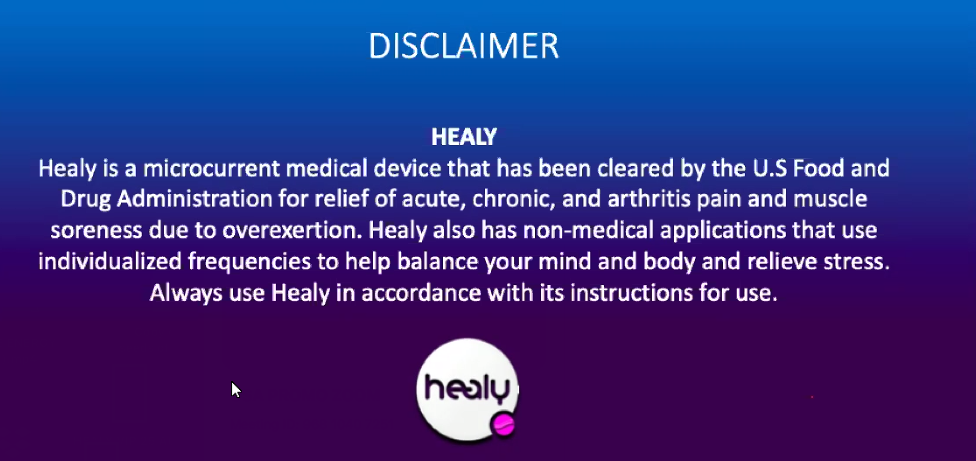 DISCLAIMER
HEALY
Healy is a microcurrent medical device that has been cleared by the U.S Food and
Drug Administration for relief of acute, chronic, and arthritis pain and muscle
soreness due to overexertion. Healy also has non-medical applications that use
individualized frequencies to help balance your mind and body and relieve stress.
Always use Healy in accordance with its instructions for use.
healy